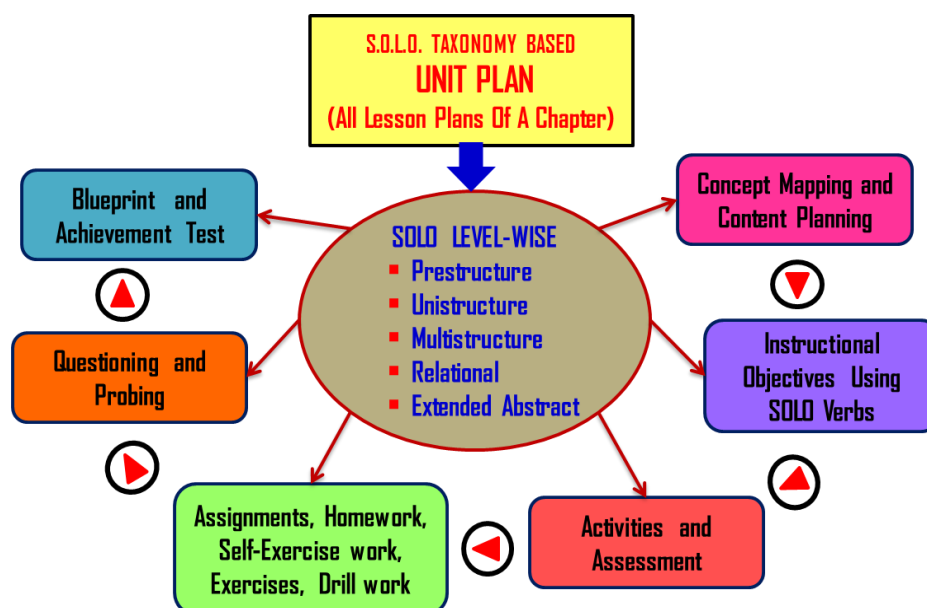 S.O.L.O. TAXONOMY BASED
UNIT PLAN
(All Lesson Plans Of A Chapter)
Blueprint and
Achievement Test
Concept Mapping and
Content Planning
SOLO LEVEL-WISE
Prestructure
Unistructure
Multistructure
Relational
Extended Abstract
Questioning and
Probing
Instructional
Objectives Using
SOLO Verbs
Assignments, Homework,
Self-Exercise work,
Exercises, Drill work
Activities and
Assessment